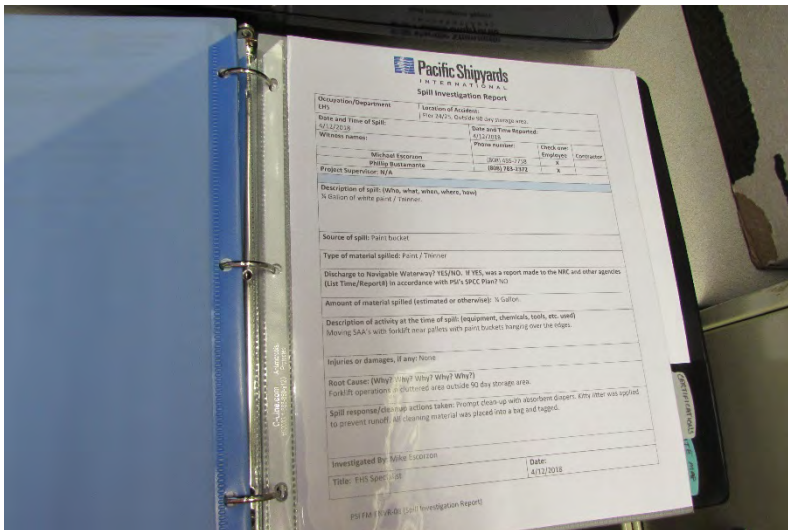 Pacific Shipyards
INTERNATIONAL
Spill Investigation Report
Occupation/Department
EHS
Location of Accident:
Pier 24/25, Outside 90 day storage area.
Date and Time of Spill:
4/12/2018
Date and Time Reported:
4/12/2018
Witness names:
Phone number:
Check one:
Employee Contractor
Michael Escorzon
X
Phillip Bustamante
X
Project Supervisor: N/A
Description of spill: (Who, what, when, where, how)
Gallon of white paint / Thinner.
Source of spill: Paint bucket
Type of material spilled: Paint / Thinner
Discharge to Navigable Waterway? YES/NO. IF YES, was a report made to the NRC and other agencies
(List Time/Report#) in accordance with PSI's SPCC Plan? NO
Amount of material spilled (estimated or otherwise): Gallon.
Description of activity at the time of spill: (equipment, chemicals, tools, etc. used)
Moving SAA's with forklift near pallets with paint buckets hanging over the edges.
Injuries or damages, if any: None
Root Cause: (Why? Why? Why? Why? Why?)
Forklift operations in cluttered area outside 90 day storage area.
Spill response/cleanup actions taken: Prompt clean-up with absorbent diapers. Kitty litter was applied
to prevent runoff. All cleaning material was placed into a bag and tagged.
Investigated By: Mike Escorzon
Title: EHS Specialist
Date:
4/12/2018
(Spill Investigation Report)
C-Line.com
CERTIFICATIONS